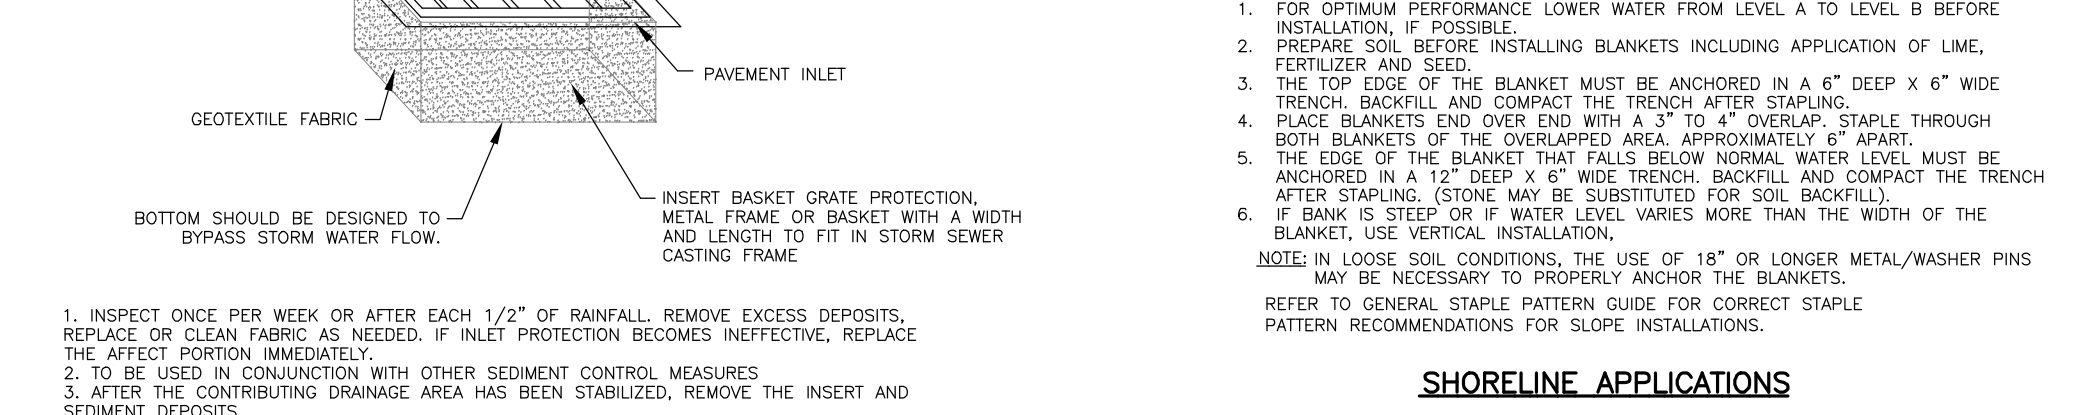 PAVEMENT INLET
GEOTEXTILE FABRIC
BOTTOM SHOULD BE DESIGNED TO
BYPASS STORM WATER FLOW.
INSERT BASKET GRATE PROTECTION,
METAL FRAME OR BASKET WITH A WIDTH
AND LENGTH TO FIT IN STORM SEWER
CASTING FRAME
1. INSPECT ONCE PER WEEK OR AFTER EACH 1/2” OF RAINFALL. REMOVE EXCESS DEPOSITS,
REPLACE OR CLEAN FABRIC AS NEEDED. IF INLET PROTECTION BECOMES INEFFECTIVE, REPLACE
THE AFFECT PORTION IMMEDIATELY.
2. TO BE USED IN CONJUNCTION WITH OTHER SEDIMENT CONTROL MEASURES
3. AFTER THE CONTRIBUTING DRAINAGE AREA HAS BEEN STABILIZED, REMOVE THE INSERT AND
SEDIMENT DEPOSITS
1. FOR OPTIMUM PERFORMANCE LOWER WATER FROM LEVEL A TO LEVEL B BEFORE
INSTALLATION, IF POSSIBLE.
2. PREPARE SOIL BEFORE INSTALLING BLANKETS INCLUDING APPLICATION OF LIME,
FERTILIZER AND SEED.
3. THE TOP EDGE OF THE BLANKET MUST BE ANCHORED IN A 6” DEEP X 6” WIDE
TRENCH. BACKFILL AND COMPACT THE TRENCH AFTER STAPLING.
4. PLACE BLANKETS END OVER END WITH A 3” TO 4” OVERLAP. STAPLE THROUGH
BOTH BLANKETS OF THE OVERLAPPED AREA. APPROXIMATELY 6” APART.
5. THE EDGE OF THE BLANKET THAT FALLS BELOW NORMAL WATER LEVEL MUST BE
ANCHORED IN A 12” DEEP X 6” WIDE TRENCH. BACKFILL AND COMPACT THE TRENCH
AFTER STAPLING. (STONE MAY BE SUBSTITUTED FOR SOIL BACKFILL).
6. IF BANK IS STEEP OR IF WATER LEVEL VARIES MORE THAN THE WIDTH OF THE
BLANKET, USE VERTICAL INSTALLATION,
NOTE: IN LOOSE SOIL CONDITIONS, THE USE OF 18” OR LONGER METAL/WASHER PINS
MAY BE NECESSARY TO PROPERLY ANCHOR THE BLANKETS.
REFER TO GENERAL STAPLE PATTERN GUIDE FOR CORRECT STAPLE
PATTERN RECOMMENDATIONS FOR SLOPE INSTALLATIONS.
SHORELINE APPLICATIONS